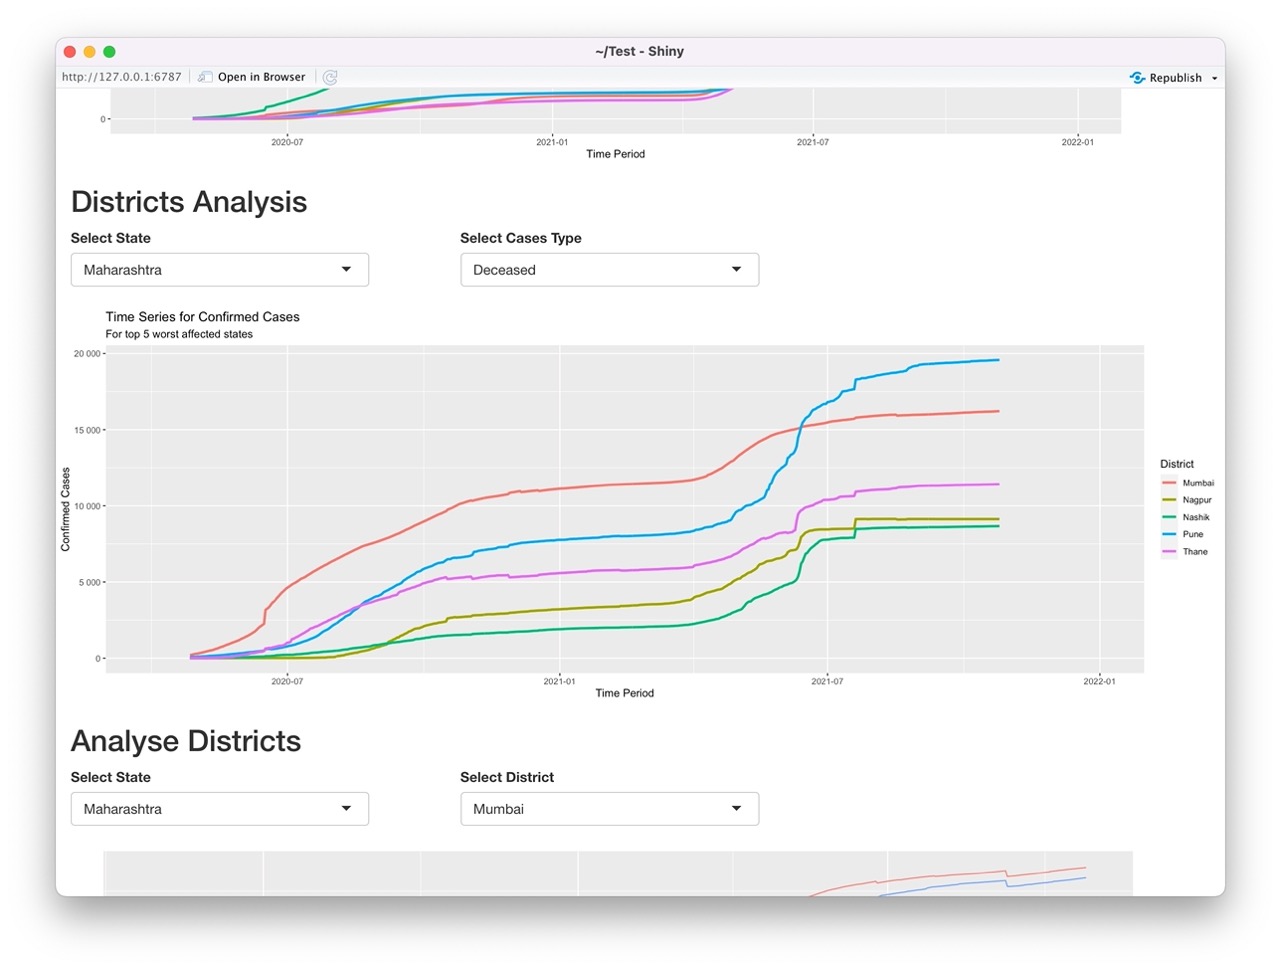 ~/Test - Shiny
http://127.0.0.1:6787 Open in Browser Republish
0
2020-07 2021-01 2021-07 2022-01
Time Period
Districts Analysis
Select State Select Cases Type
Maharashtra Deceased
Time Series for Confirmed Cases
For top 5 worst affected states
20 000
15 000
10 000
5 000
0
Confirmed Cases
2020-07 2021-01 2021-07 2022-01
Time Period
District
Mumbai
Nagpur
Nashik
Pune
Thane
Analyse Districts
Select State Select District
Maharashtra Mumbai